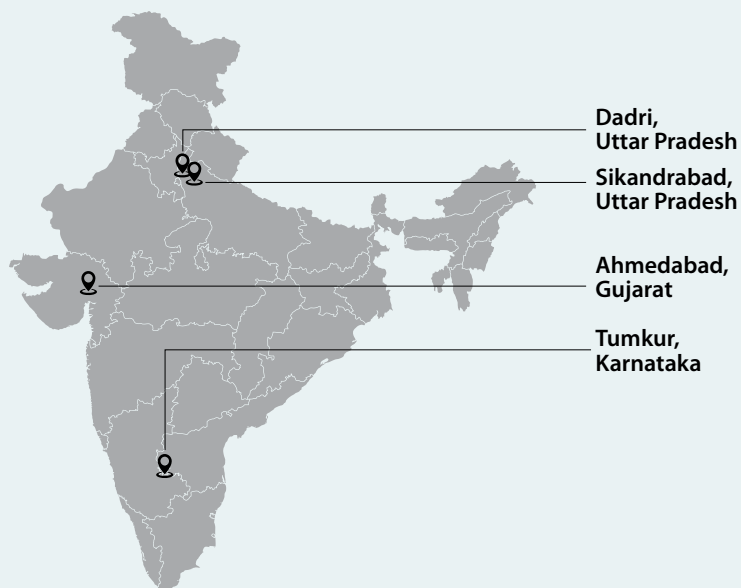 Dadri,
Uttar Pradesh
Sikandrabad,
Uttar Pradesh
Ahmedabad,
Gujarat
Tumkur,
Karnataka